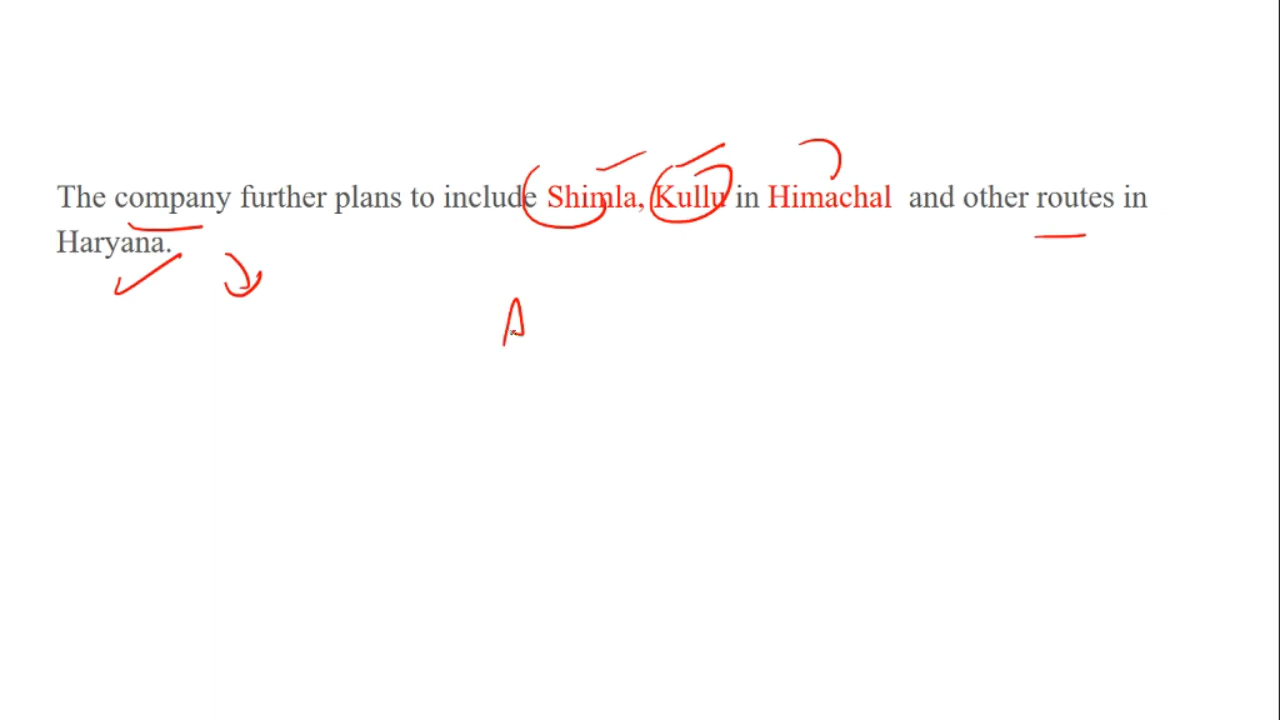 The company further plans to include Shimla, Kullu in Himachal and other routes in
Haryana.
A